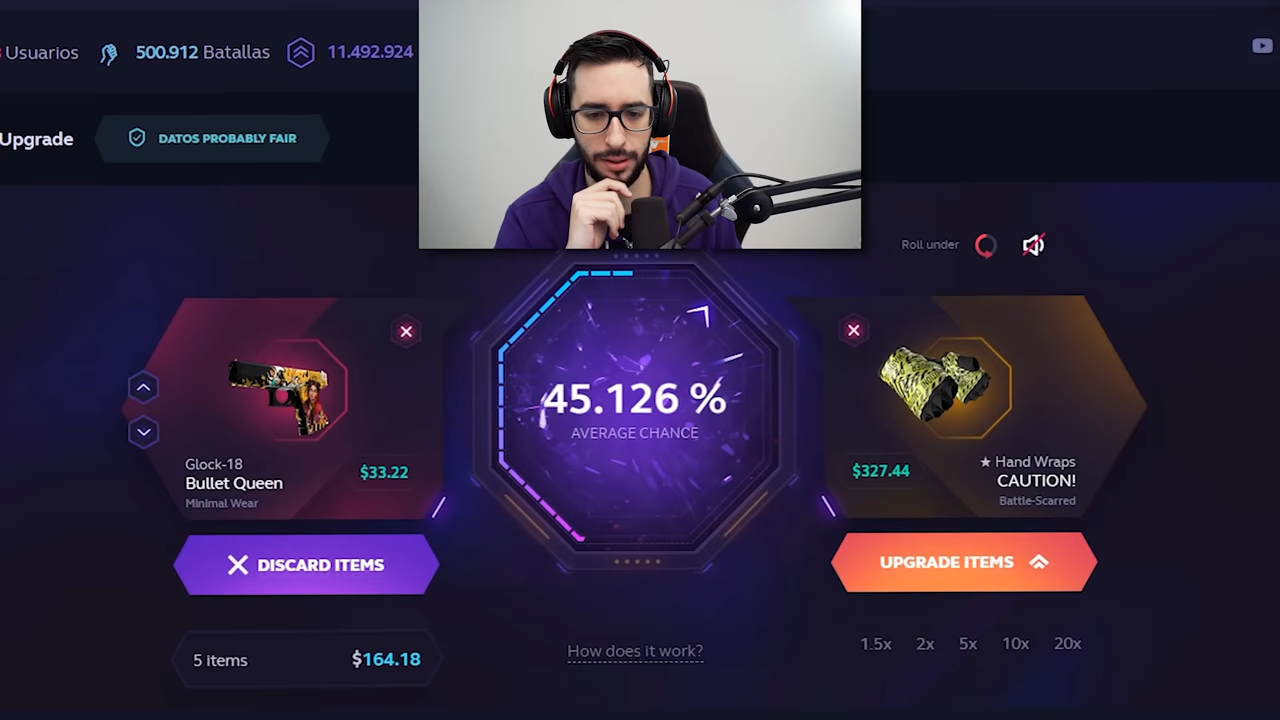 Usuarios
500.912 Batallas
11.492.924
Upgrade
DATOS PROBABLY FAIR
Roll under
45.126 %
AVERAGE CHANCE
Glock-18
Bullet Queen
Minimal Wear
$33.22
$327.44
★ Hand Wraps
CAUTION!
Battle-Scarred
DISCARD ITEMS
UPGRADE ITEMS
5 items
$164.18
How does it work?
1.5x 2x 5x 10x 20x